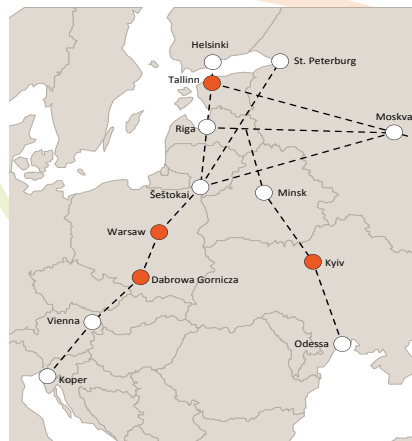 Helsinki
St. Peterburg
Tallinn
Riga
Moskva
Šeštokai
Minsk
Warsaw
Kyiv
Dabrowa Gornicza
Vienna
Odessa
Koper